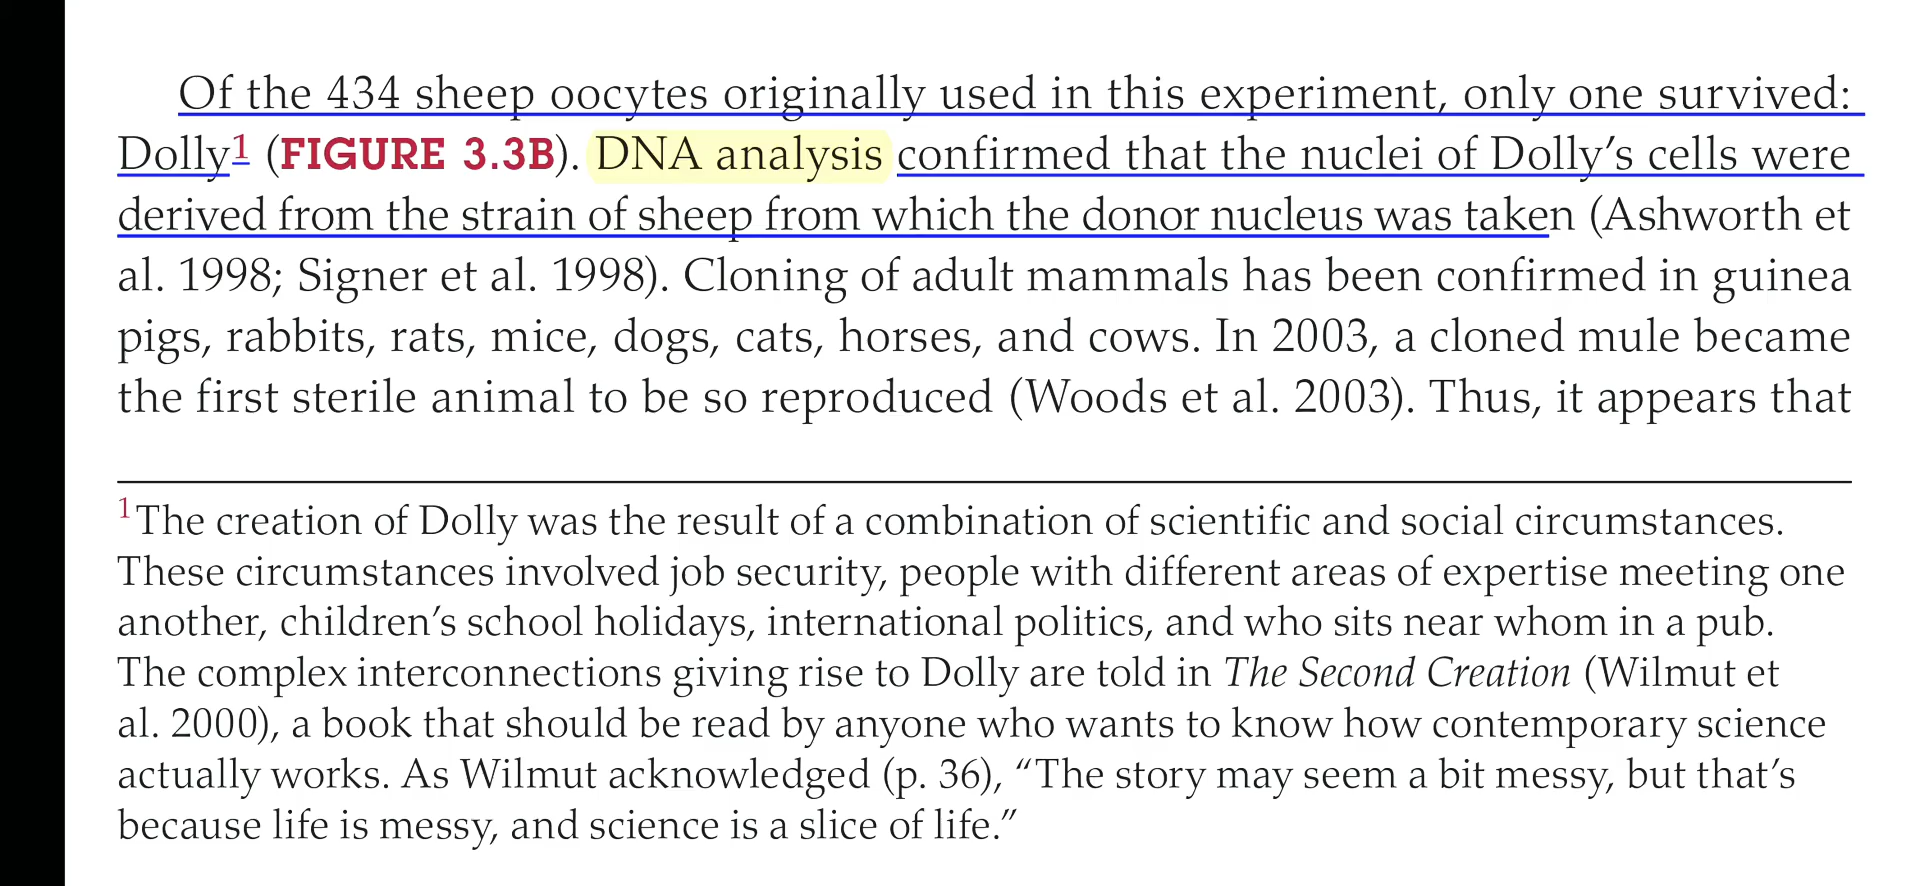 Of the 434 sheep oocytes originally used in this experiment, only one survived:
Dolly1 (FIGURE 3.3B). DNA analysis confirmed that the nuclei of Dolly’s cells were
derived from the strain of sheep from which the donor nucleus was taken (Ashworth et
al. 1998; Signer et al. 1998). Cloning of adult mammals has been confirmed in guinea
pigs, rabbits, rats, mice, dogs, cats, horses, and cows. In 2003, a cloned mule became
the first sterile animal to be so reproduced (Woods et al. 2003). Thus, it appears that
1The creation of Dolly was the result of a combination of scientific and social circumstances.
These circumstances involved job security, people with different areas of expertise meeting one
another, children’s school holidays, international politics, and who sits near whom in a pub.
The complex interconnections giving rise to Dolly are told in The Second Creation (Wilmut et
al. 2000), a book that should be read by anyone who wants to know how contemporary science
actually works. As Wilmut acknowledged (p. 36), “The story may seem a bit messy, but that’s
because life is messy, and science is a slice of life.”